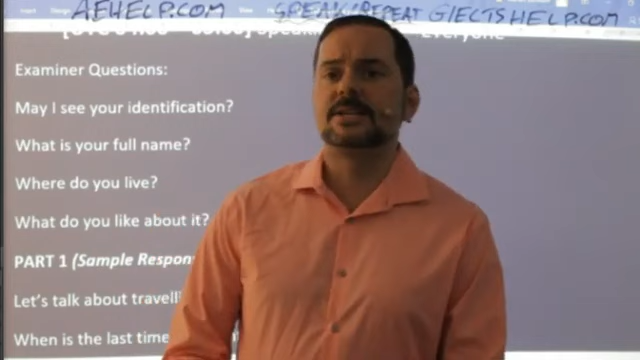 AEHELP.COM SPEAK/REPEAT GIELTSHELP.COM
Everyone
Examiner Questions:
May I see your identification?
What is your full name?
Where do you live?
What do you like about it?
PART 1 (Sample Respon
Let's talk about travelli
When is the last time